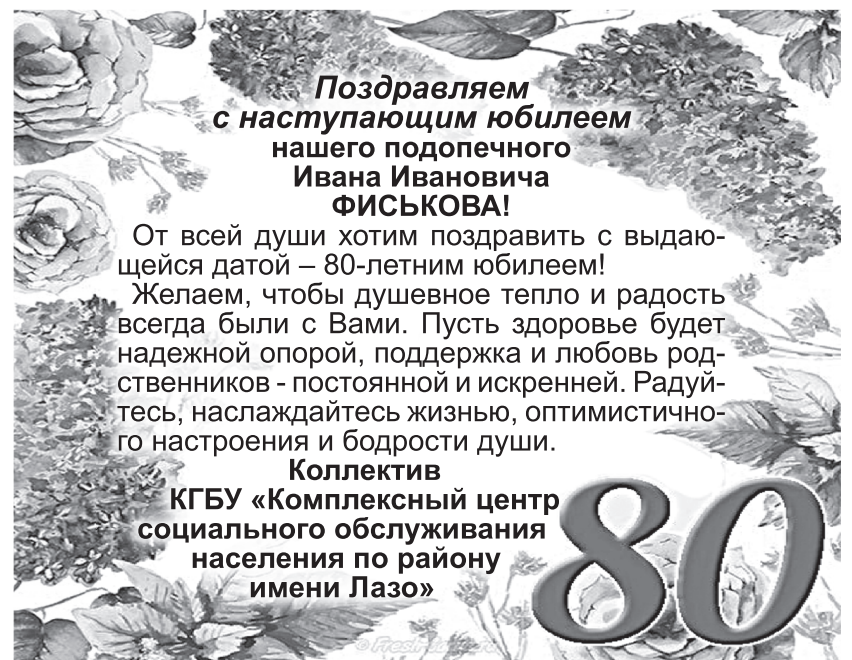 Поздравляем
с наступающим юбилеем
нашего подопечного
Ивана Ивановича
ФИСЬКОВА!
От всей души хотим поздравить с выдаю-
щейся датой – 80-летним юбилеем!
Желаем, чтобы душевное тепло и радость
всегда были с Вами. Пусть здоровье будет
надежной опорой, поддержка и любовь род-
ственников - постоянной и искренней. Радуй-
тесь, наслаждайтесь жизнью, оптимистично-
го настроения и бодрости души.
Коллектив
КГБУ «Комплексный центр
социального обслуживания
населения по району
имени Лазо»
80